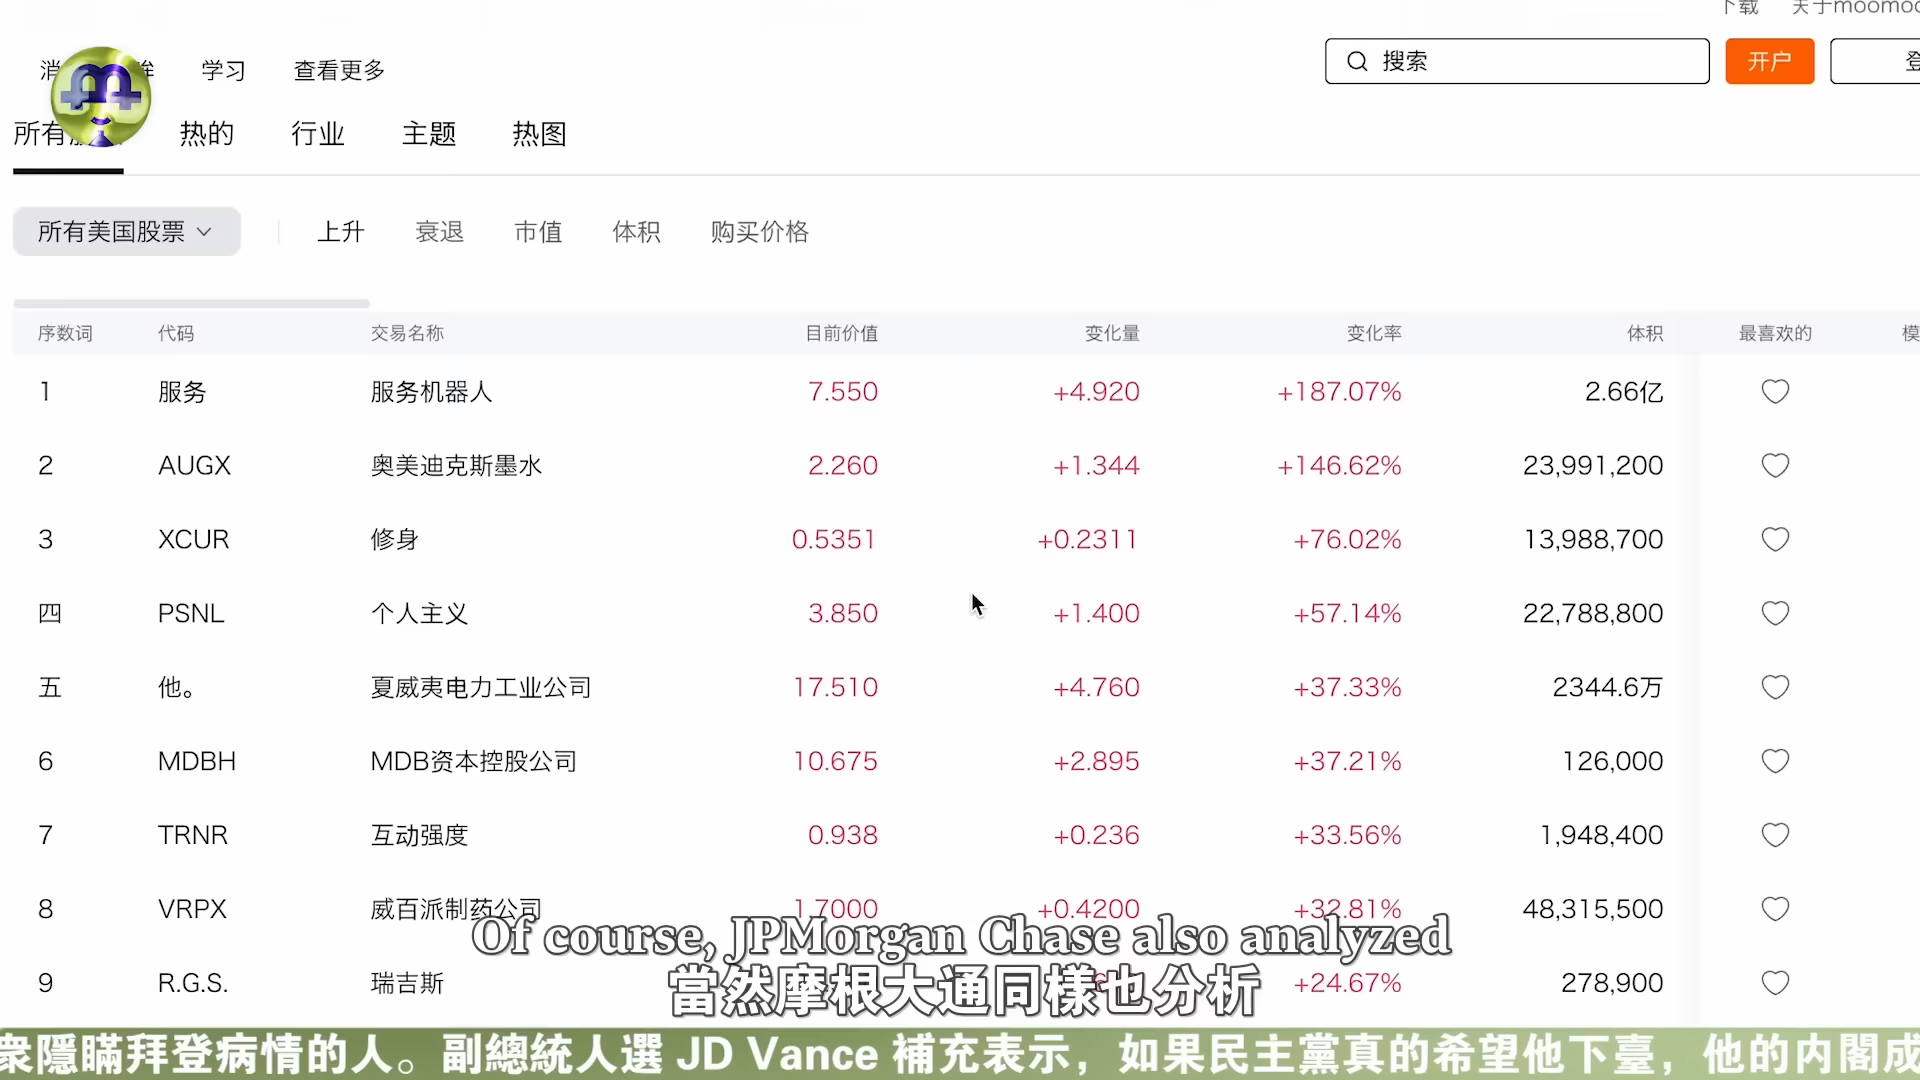 下载 关于moomoo
学习 查看更多
搜索 开户
热的 行业 主题 热图
所有美国股票 上升 衰退 市值 体积 购买价格
序数词 代码 交易名称 目前价值 变化量 变化率 体积 最喜欢的
1 服务 服务机器人 7.550 +4.920 +187.07% 2.66亿
2 AUGX 奥美迪克斯墨水 2.260 +1.344 +146.62% 23,991,200
3 XCUR 修身 0.5351 +0.2311 +76.02% 13,988,700
四 PSNL 个人主义 3.850 +1.400 +57.14% 22,788,800
五 他。 夏威夷电力工业公司 17.510 +4.760 +37.33% 2344.6万
6 MDBH MDB资本控股公司 10.675 +2.895 +37.21% 126,000
7 TRNR 互动强度 0.938 +0.236 +33.56% 1,948,400
8 VRPX 威百派制药公司 1.7000 +0.4200 +32.81% 48,315,500
Of course, JPMorgan Chase also analyzed
9 R.G.S. 瑞吉斯 +24.67% 278,900
當然摩根大通同樣也分析
衆隱瞞拜登病情的人。副總統人選 JD Vance 補充表示，如果民主黨真的希望他下臺，他的内閣成